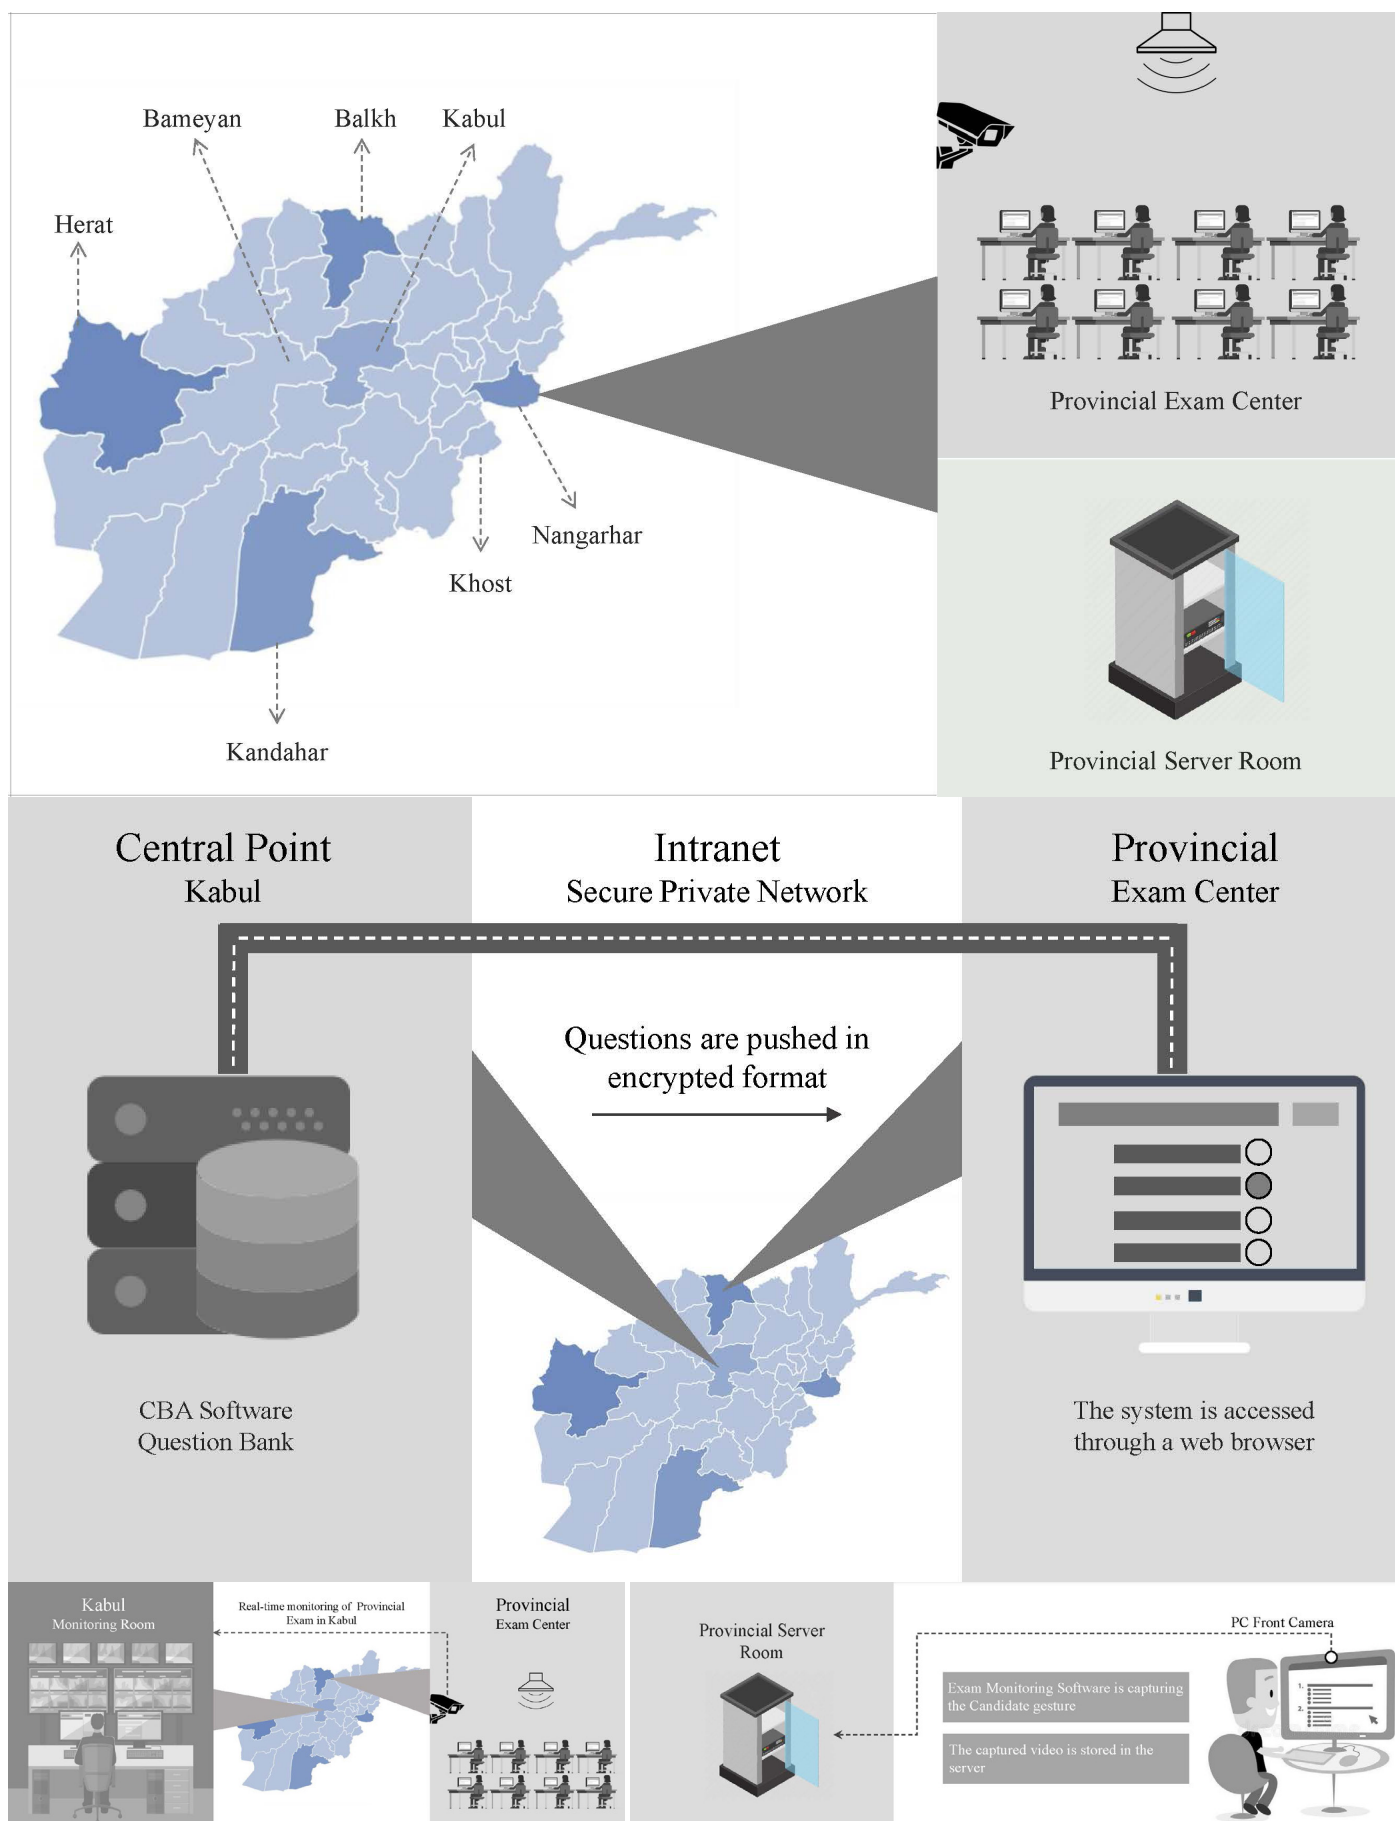 Bameyan
Balkh
Kabul
Herat
Nangarhar
Khost
Kandahar
Provincial Exam Center
Provincial Server Room
Central Point
Kabul
Intranet
Secure Private Network
Provincial
Exam Center
Questions are pushed in
encrypted format
CBA Software
Question Bank
The system is accessed
through a web browser
Kabul
Monitoring Room
Real-time monitoring of Provincial
Exam in Kabul
Provincial
Exam Center
Provincial Server
Room
PC Front Camera
Exam Monitoring Software is capturing
the Candidate gesture
The captured video is stored in the
server
1.
2.